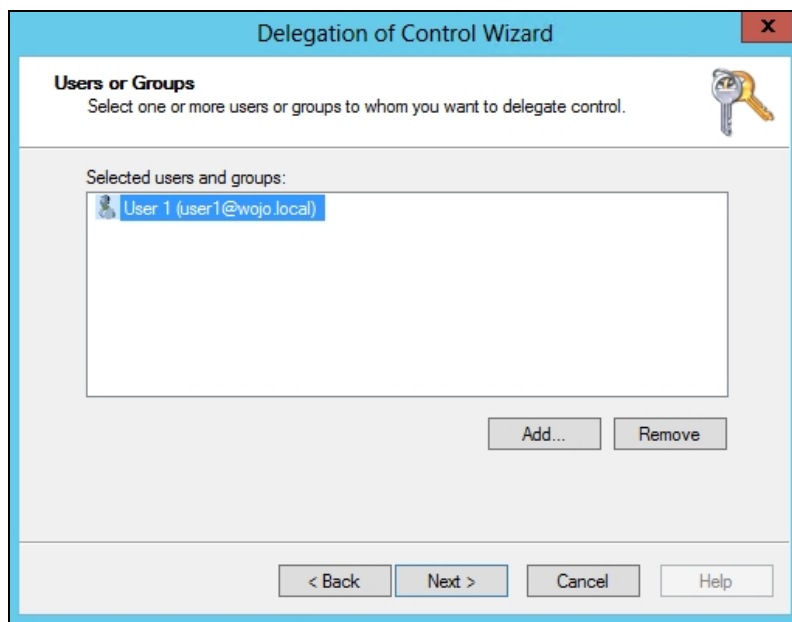 Delegation of Control Wizard
x
Users or Groups
Select one or more users or groups to whom you want to delegate control.
Selected users and groups:
User 1 (user1@wojo.local)
Add... Remove
< Back Next > Cancel Help